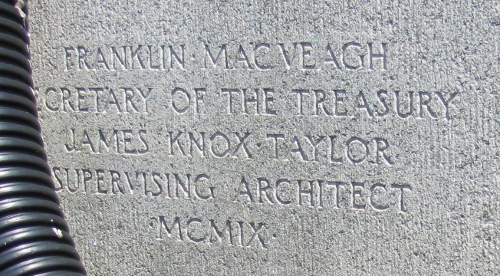 FRANKLIN · MACVEAGH
CRETARY OF THE TREASURY
JAMES · KNOX · TAYLOR
SUPERVISING ARCHITECT
· MCMIX ·